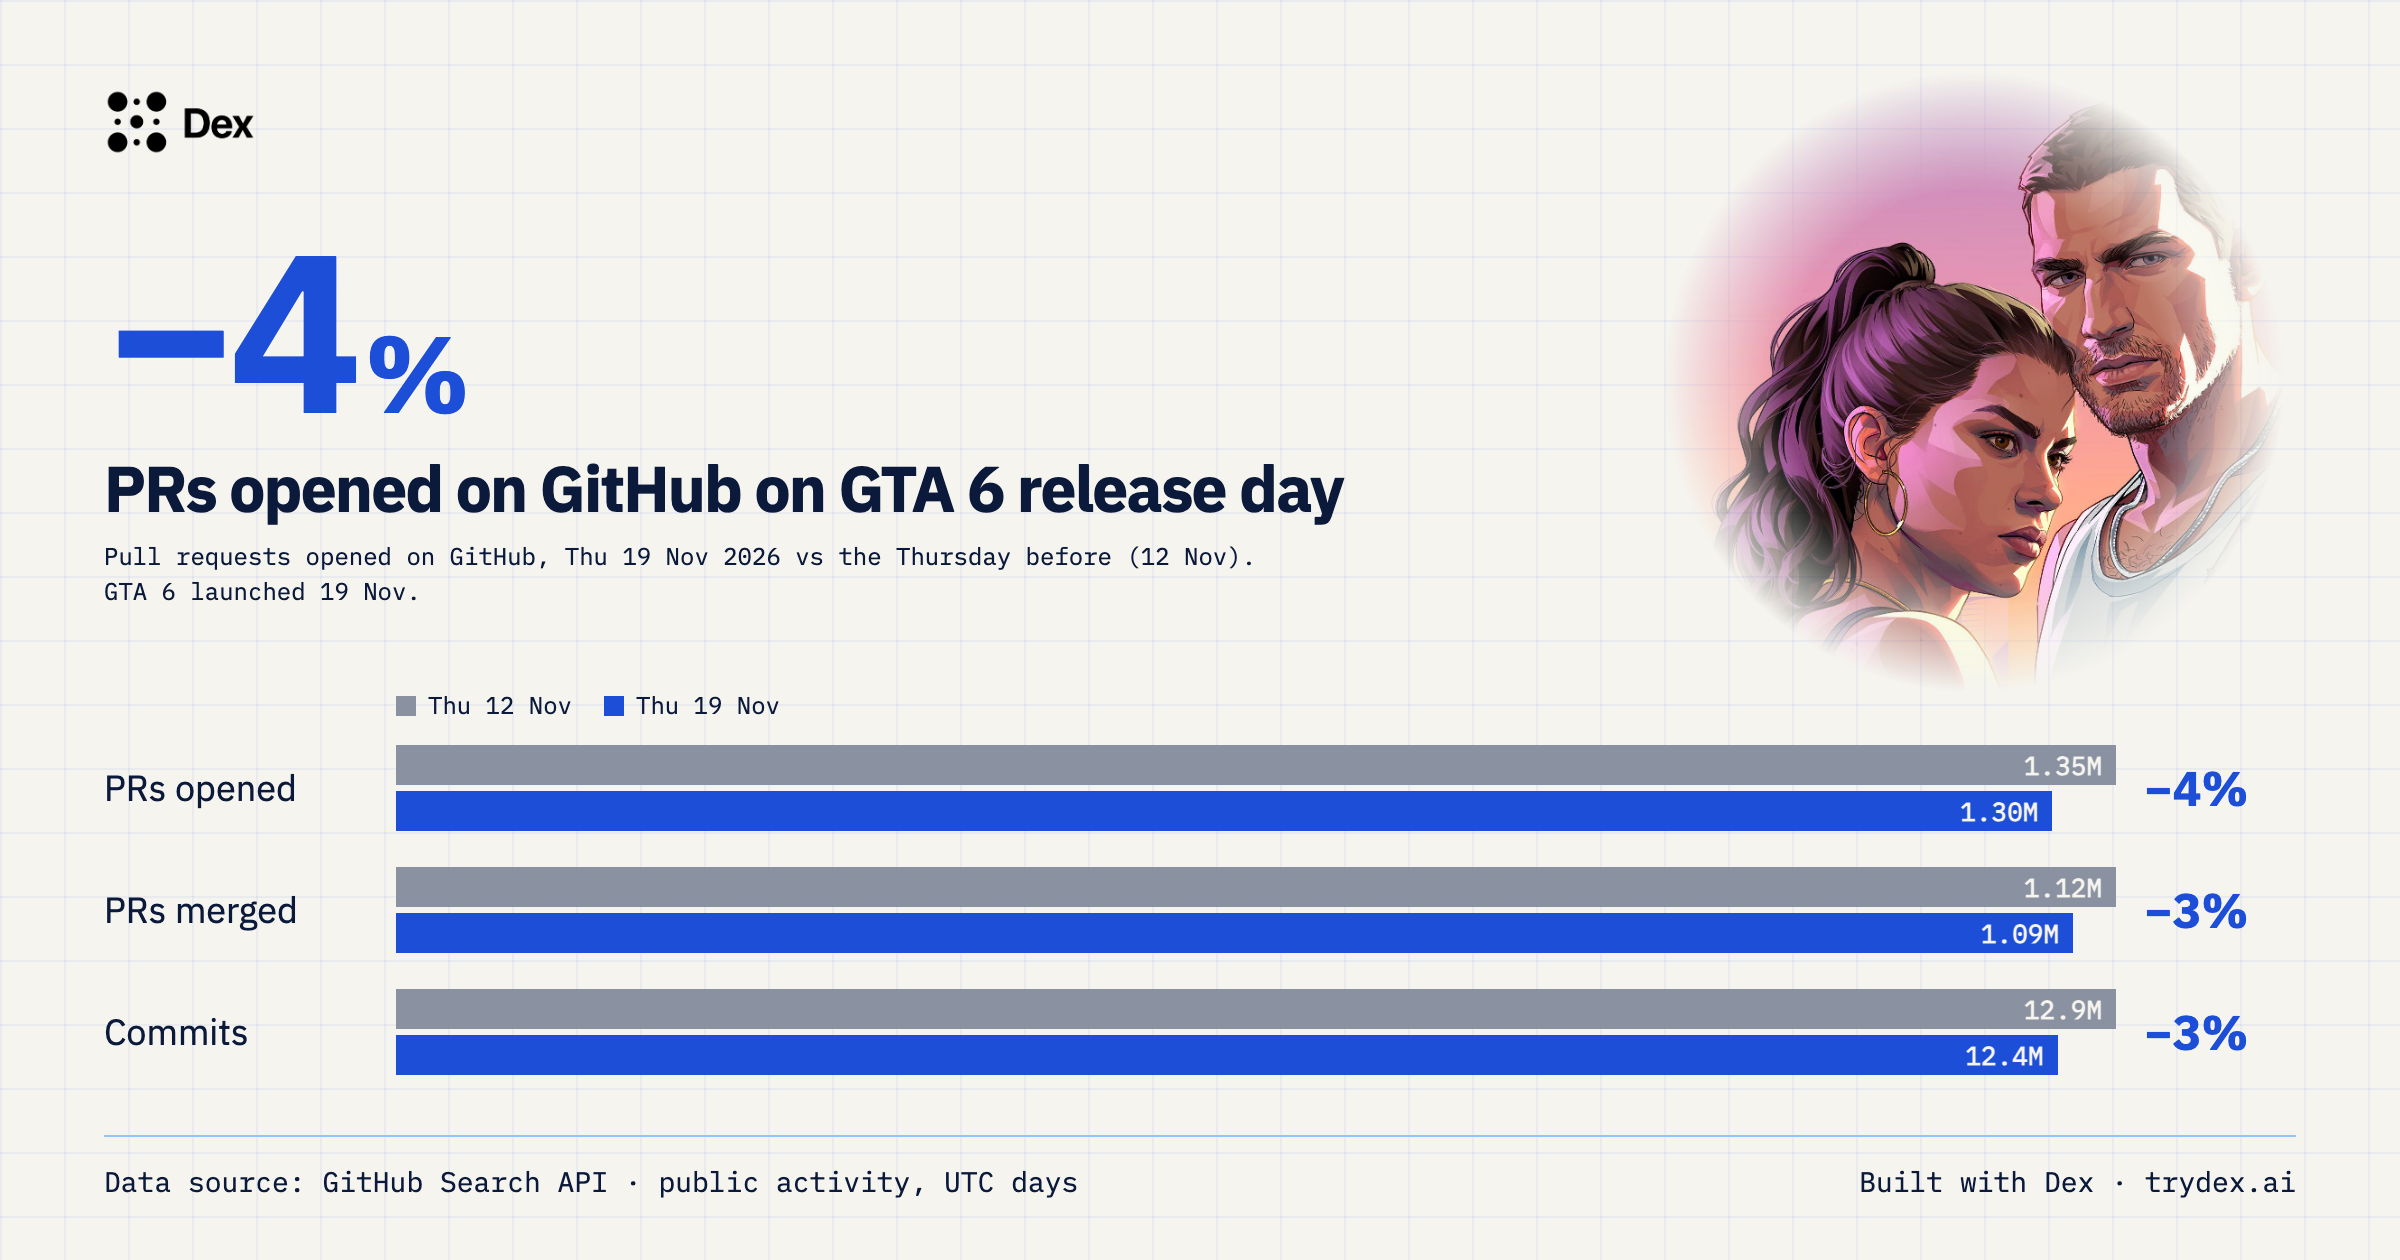 Dex
–4%
PRs opened on GitHub on GTA 6 release day
Pull requests opened on GitHub, Thu 19 Nov 2026 vs the Thursday before (12 Nov).
GTA 6 launched 19 Nov.
Thu 12 Nov Thu 19 Nov
PRs opened
1.35M
1.30M
–4%
PRs merged
1.12M
1.09M
–3%
Commits
12.9M
12.4M
–3%
Data source: GitHub Search API · public activity, UTC days
Built with Dex · trydex.ai